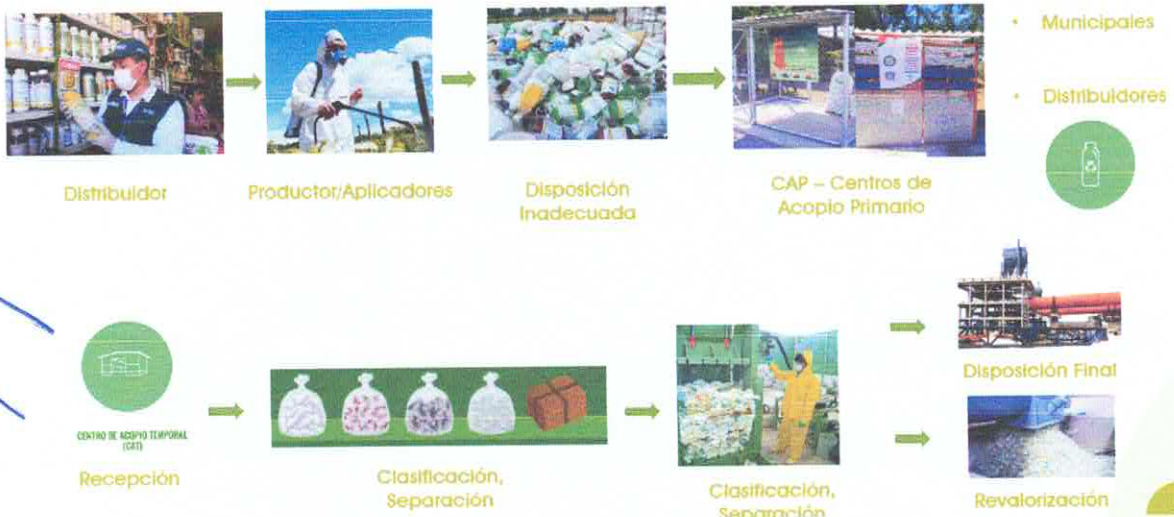 • Municipales
• Distribuidores
Distribuidor
Productor/Aplicadores
Disposición
Inadecuada
CAP – Centros de
Acopio Primario
CENTRO DE ACOPIO TEMPORAL
(CAT)
Recepción
Clasificación,
Separación
Clasificación,
Separación
Disposición Final
Revalorización